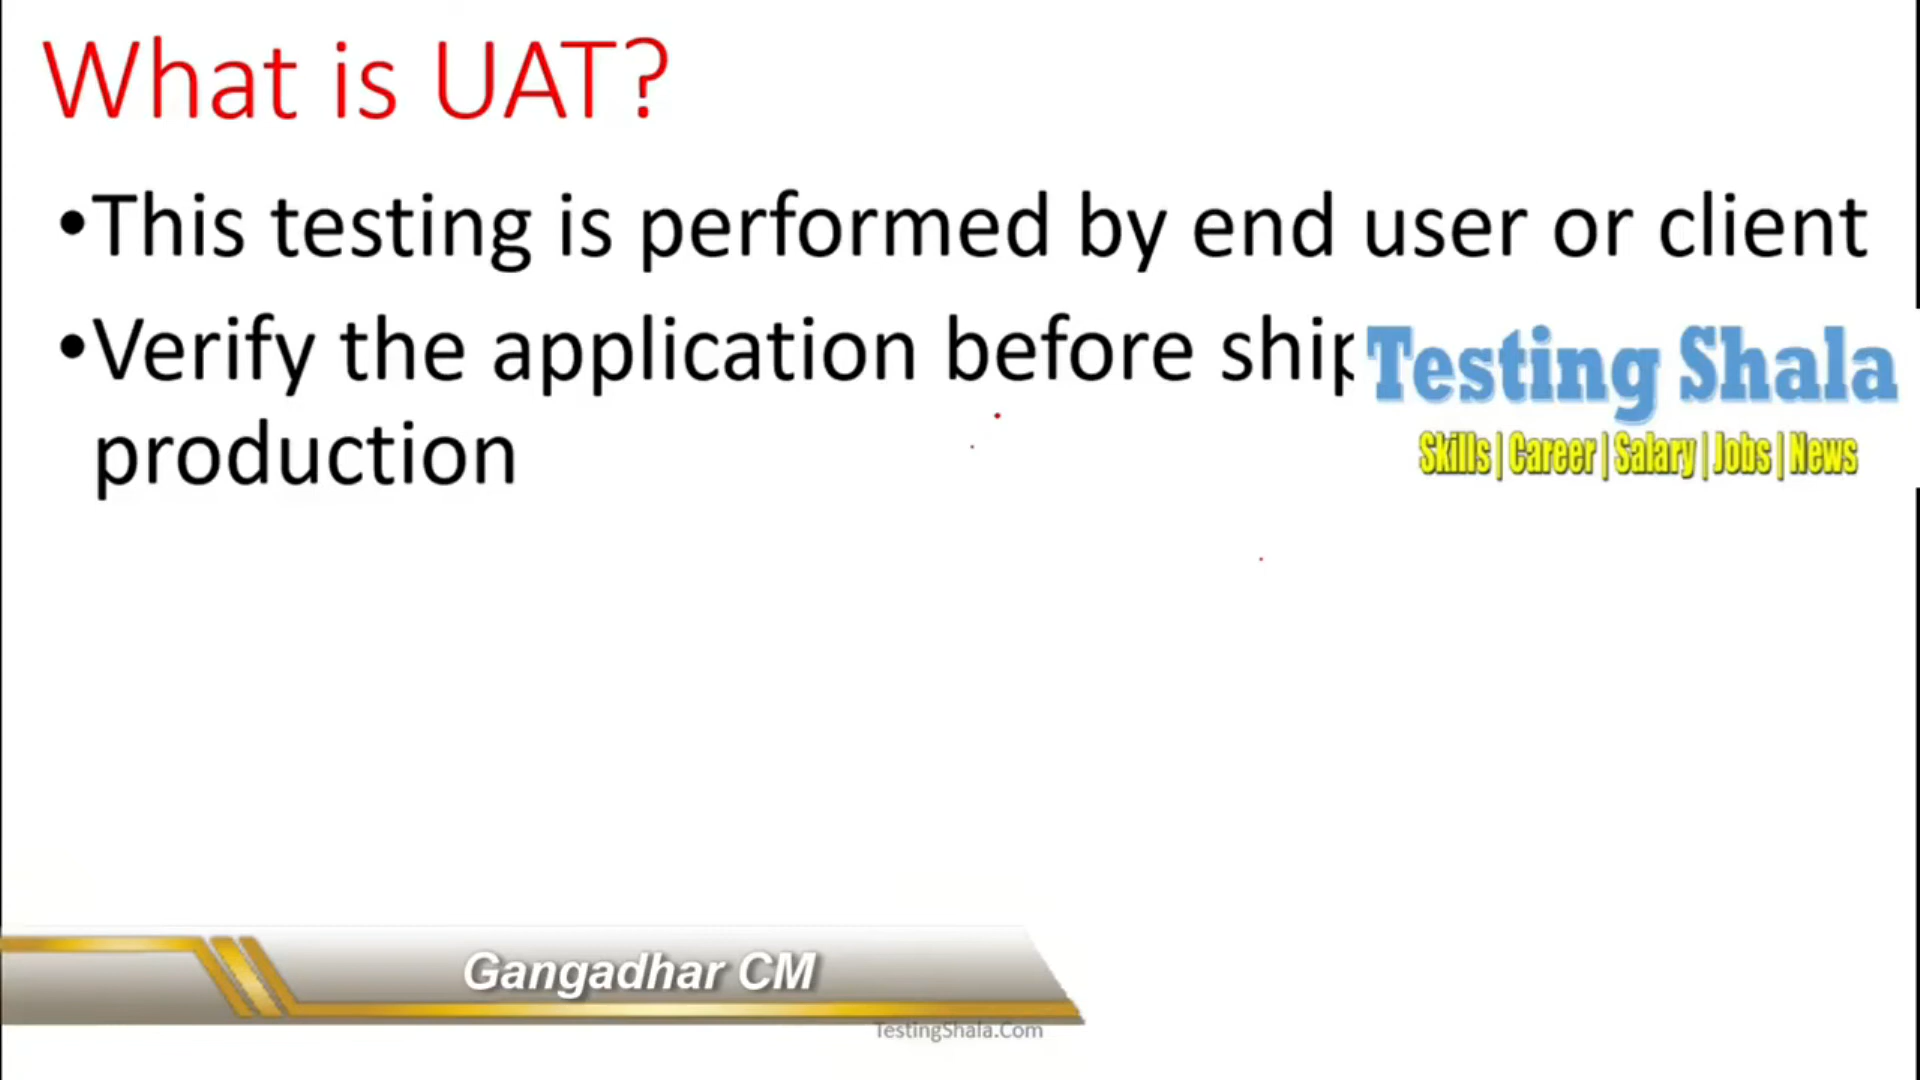 What is UAT?
•This testing is performed by end user or client
•Verify the application before
production
Testing Shala
Skills | Career | Salary | Jobs | News
Gangadhar CM
TestingShala.Com